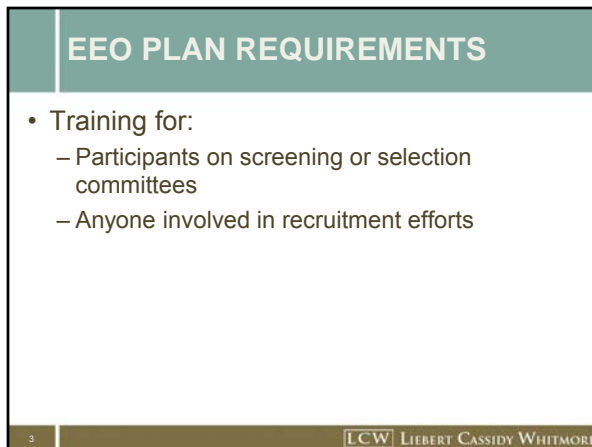 EEO PLAN REQUIREMENTS
• Training for:
– Participants on screening or selection
committees
– Anyone involved in recruitment efforts
3
LCW LIEBERT CASSIDY WHITMORE